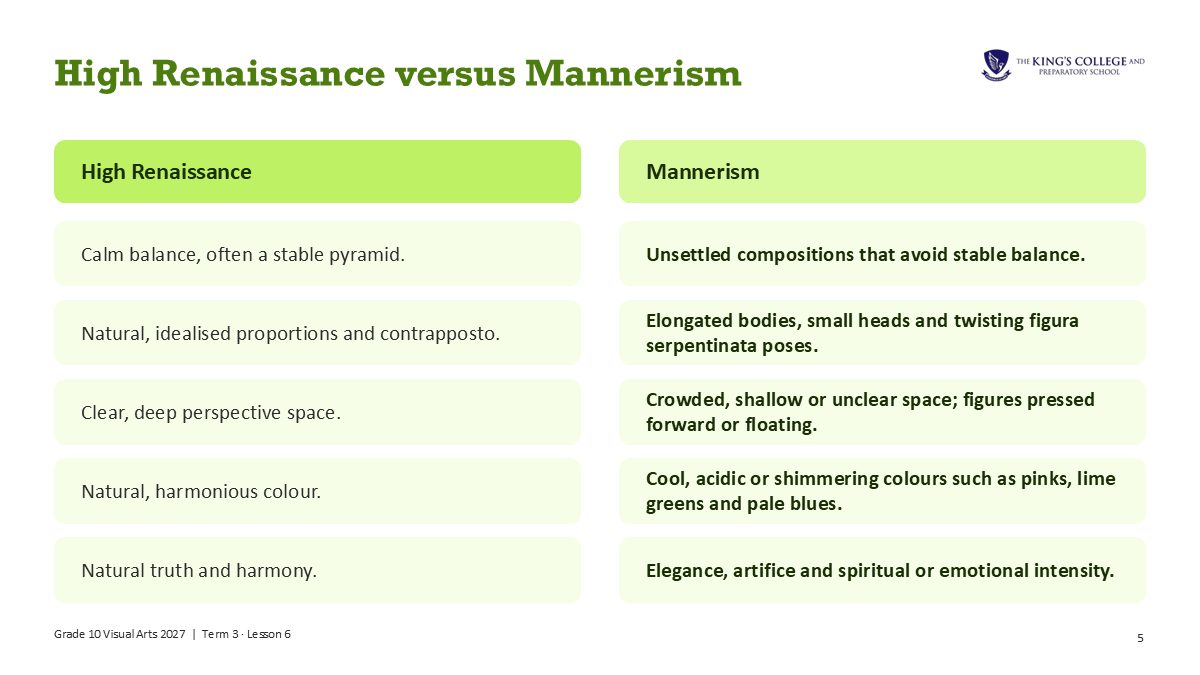 High Renaissance versus Mannerism
THE KING'S COLLEGE AND
PREPARATORY SCHOOL
High Renaissance
Mannerism
Calm balance, often a stable pyramid.
Unsettled compositions that avoid stable balance.
Natural, idealised proportions and contrapposto.
Elongated bodies, small heads and twisting figura
serpentinata poses.
Clear, deep perspective space.
Crowded, shallow or unclear space; figures pressed
forward or floating.
Natural, harmonious colour.
Cool, acidic or shimmering colours such as pinks, lime
greens and pale blues.
Natural truth and harmony.
Elegance, artifice and spiritual or emotional intensity.
Grade 10 Visual Arts 2027 | Term 3 · Lesson 6
5